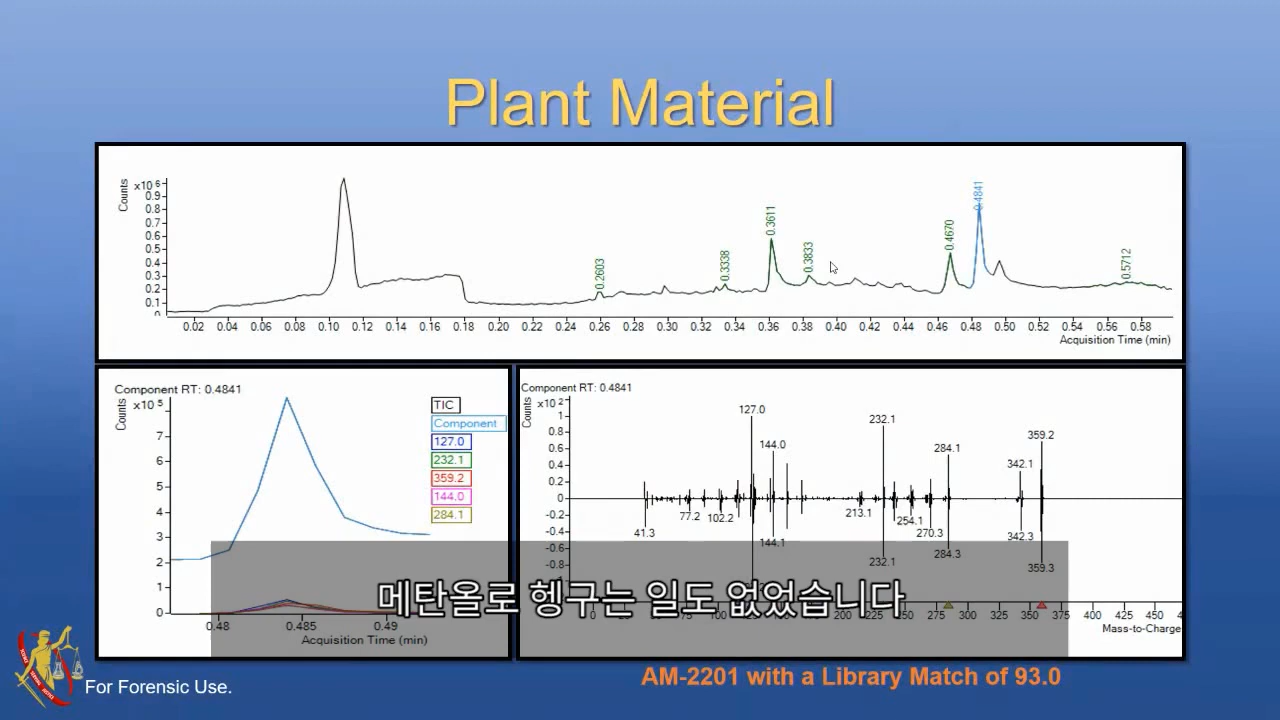 Plant Material
Counts
x10 6
0.9
0.8
0.7
0.6
0.5
0.4
0.3
0.2
0.1
0
0.2603
0.3338
0.3611
0.3833
0.4670
0.4841
0.5712
0.02 0.04 0.06 0.08 0.10 0.12 0.14 0.16 0.18 0.20 0.22 0.24 0.26 0.28 0.30 0.32 0.34 0.36 0.38 0.40 0.42 0.44 0.46 0.48 0.50 0.52 0.54 0.56 0.58
Acquisition Time (min)
Component RT: 0.4841
Counts
x10 5
7
6
5
4
3
2
1
0
TIC
Component
127.0
232.1
359.2
144.0
284.1
0.48 0.485 0.49
Acquisition Time (min)
Component RT: 0.4841
Counts
x10 2
1
0.8
0.6
0.4
0.2
0
-0.2
-0.4
-0.6
-0.8
127.0
144.0
232.1
284.1
342.1
359.2
41.3
77.2
102.2
144.1
213.1
232.1
254.1
270.3
284.3
342.3
359.3
275 300 325 350 375 400 425 450
Mass-to-Charge
메탄올로 헹구는 일도 없었습니다
AM-2201 with a Library Match of 93.0
For Forensic Use.